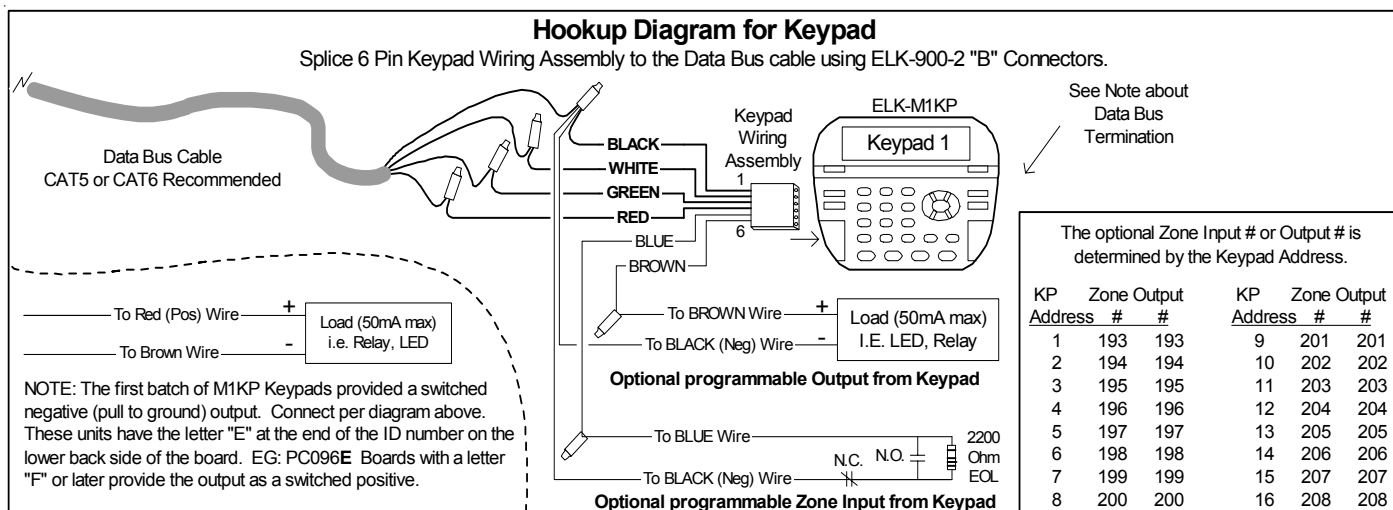 Hookup Diagram for Keypad
Splice 6 Pin Keypad Wiring Assembly to the Data Bus cable using ELK-900-2 "B" Connectors.
Data Bus Cable
CAT5 or CAT6 Recommended
BLACK
WHITE
GREEN
RED
BLUE
BROWN
Keypad
Wiring
Assembly
1
6
ELK-M1KP
Keypad 1
See Note about
Data Bus
Termination
To Red (Pos) Wire
+
To Brown Wire
-
Load (50mA max)
i.e. Relay, LED
NOTE: The first batch of M1KP Keypads provided a switched
negative (pull to ground) output. Connect per diagram above.
These units have the letter "E" at the end of the ID number on the
lower back side of the board. EG: PC096E Boards with a letter
"F" or later provide the output as a switched positive.
To BROWN Wire
+
To BLACK (Neg) Wire
-
Load (50mA max)
I.E. LED, Relay
Optional programmable Output from Keypad
To BLUE Wire
To BLACK (Neg) Wire
N.C.
N.O.
2200
Ohm
EOL
Optional programmable Zone Input from Keypad
The optional Zone Input # or Output # is
determined by the Keypad Address.
KP Zone Output KP Zone Output
Address # # Address # #
1 193 193 9 201 201
2 194 194 10 202 202
3 195 195 11 203 203
4 196 196 12 204 204
5 197 197 13 205 205
6 198 198 14 206 206
7 199 199 15 207 207
8 200 200 16 208 208